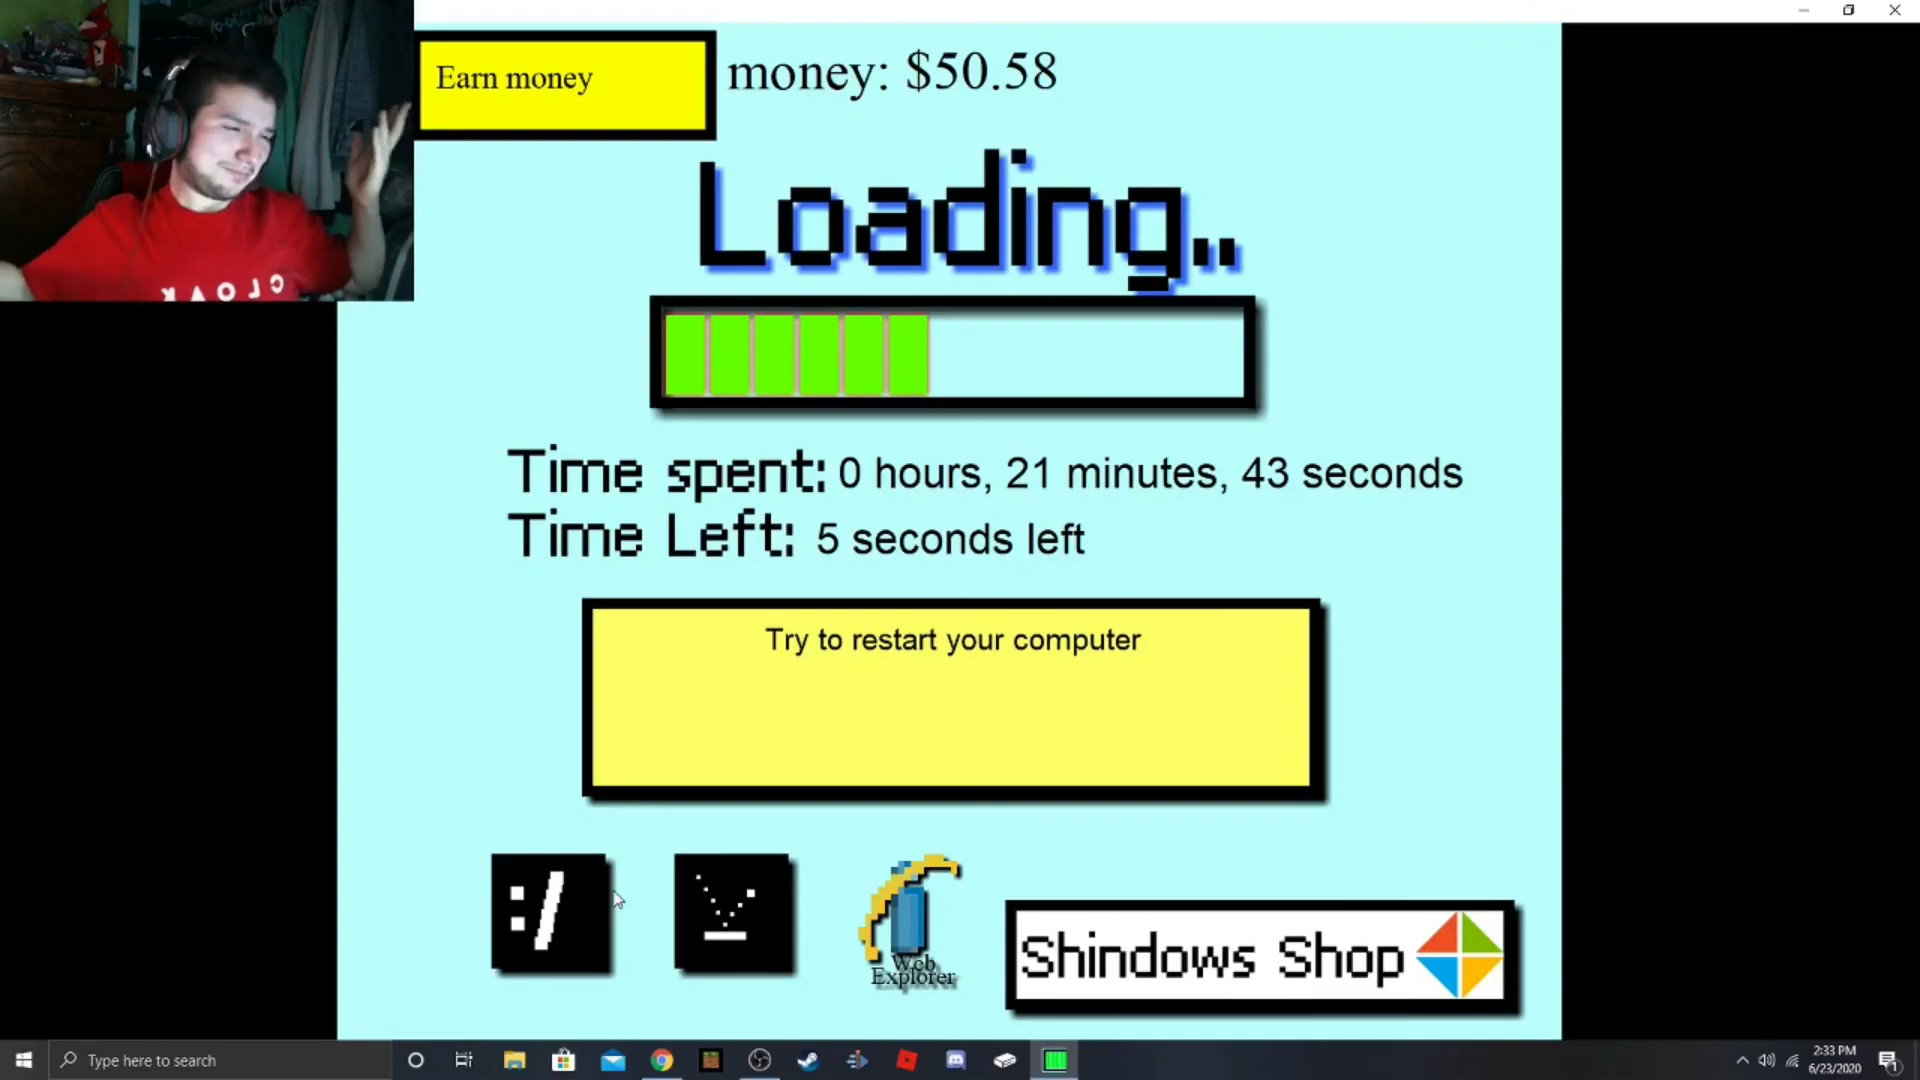 Earn money
money: $50.58
Loading..
Time spent: 0 hours, 21 minutes, 43 seconds
Time Left: 5 seconds left
Try to restart your computer
:/
Web
Explorer
Shindows Shop
CLOAK
Type here to search
2:33 PM
6/23/2020
1